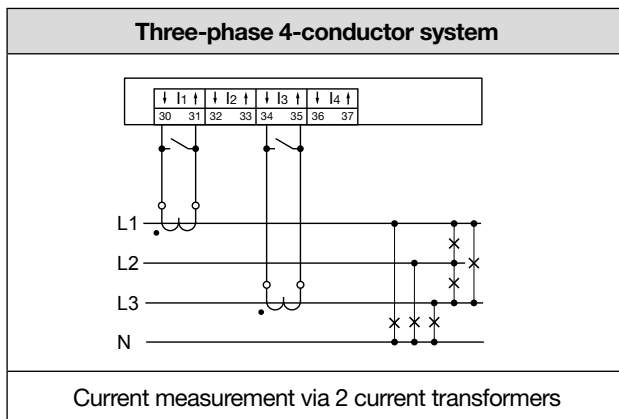 Three-phase 4-conductor system
↓ I1 ↑ ↓ I2 ↑ ↓ I3 ↑ ↓ I4 ↑
30 31 32 33 34 35 36 37
L1
L2
L3
N
Current measurement via 2 current transformers